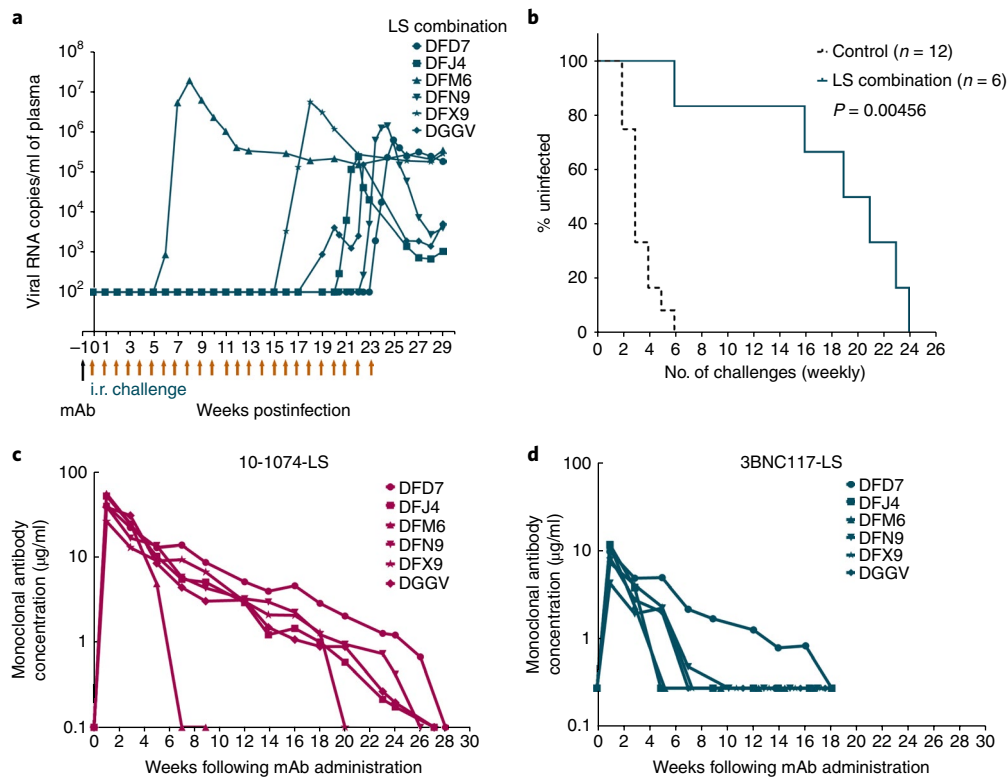 a
LS combination
DFD7
DFJ4
DFM6
DFN9
DFX9
DGGV
Viral RNA copies/ml of plasma
10⁸
10⁷
10⁶
10⁵
10⁴
10³
10²
–10 1 3 5 7 9 11 13 15 17 19 21 23 25 27 29
i.r. challenge
mAb
Weeks postinfection
b
Control (n = 12)
LS combination (n = 6)
P = 0.00456
% uninfected
100
80
60
40
20
0
0 2 4 6 8 10 12 14 16 18 20 22 24 26
No. of challenges (weekly)
c
10-1074-LS
DFD7
DFJ4
DFM6
DFN9
DFX9
DGGV
Monoclonal antibody
concentration (μg/ml)
100
10
1
0.1
0 2 4 6 8 10 12 14 16 18 20 22 24 26 28 30
Weeks following mAb administration
d
3BNC117-LS
DFD7
DFJ4
DFM6
DFN9
DFX9
DGGV
Monoclonal antibody
concentration (μg/ml)
100
10
1
0.1
0 2 4 6 8 10 12 14 16 18 20 22 24 26 28 30
Weeks following mAb administration